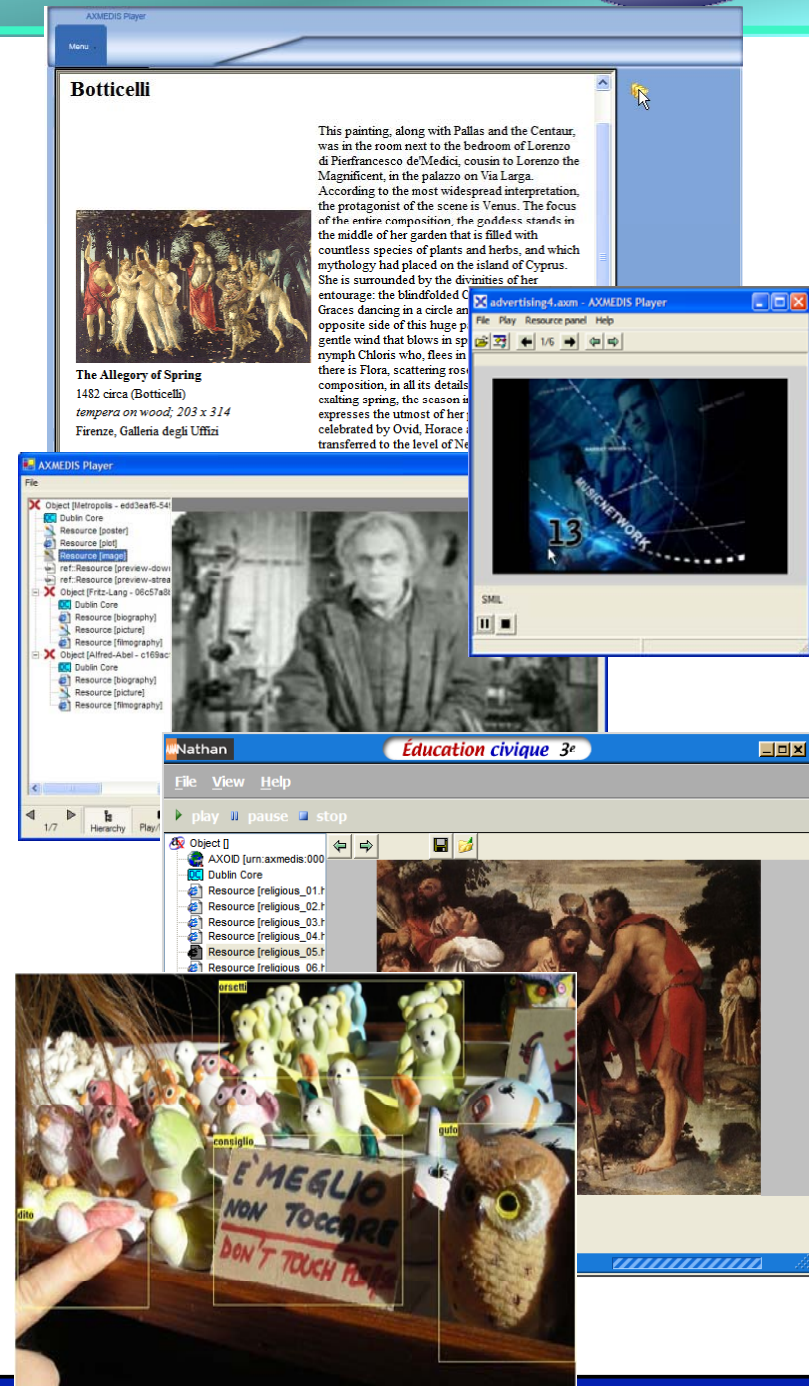 AXMEDIS Player
Menu
Botticelli
This painting, along with Pallas and the Centaur,
was in the room next to the bedroom of Lorenzo
di Pierfrancesco de'Medici, cousin to Lorenzo the
Magnificent, in the palazzo on Via Larga.
According to the most widespread interpretation,
the protagonist of the scene is Venus. The focus
of the entire composition, the goddess stands in
the middle of her garden that is filled with
countless species of plants and herbs, and which
mythology had placed on the island of Cyprus.
She is surrounded by the divinities of her
entourage: the blindfolded
Graces dancing in a circle
opposite side of this huge
gentle wind that blows in
nymph Chloris who, flees in
there is Flora, scattering
composition, in all its details
exalting spring, the season
expresses the utmost of her
celebrated by Ovid, Horace
transferred to the level of
The Allegory of Spring
1482 circa (Botticelli)
tempera on wood; 203 x 314
Firenze, Galleria degli Uffizi
advertising4.axm - AXMEDIS Player
File Play Resource panel Help
1/6
MUSICNETWORK
13
SMIL
AXMEDIS Player
File
Object [Metropolis - edd3eaf6-54
Dublin Core
Resource [poster]
Resource [plot]
Resource [image]
ref::Resource [preview-dow
ref::Resource [preview-strea
Object [Fritz-Lang - 06c57a8
Dublin Core
Resource [biography]
Resource [picture]
Resource [filmography]
Object [Alfred-Abel - c169ac
Dublin Core
Resource [biography]
Resource [picture]
Resource [filmography]
1/7 Hierarchy Play/
Nathan Éducation civique 3e
File View Help
play pause stop
Object []
AXOID [urn:axmedis:000
Dublin Core
Resource [religious_01.h
Resource [religious_02.h
Resource [religious_03.h
Resource [religious_04.h
Resource [religious_05.h
Resource [religious_06.h
orsetti
consiglio
gufo
dito
E' MEGLIO
NON TOCCARE
DON'T TOUCH PLEASE